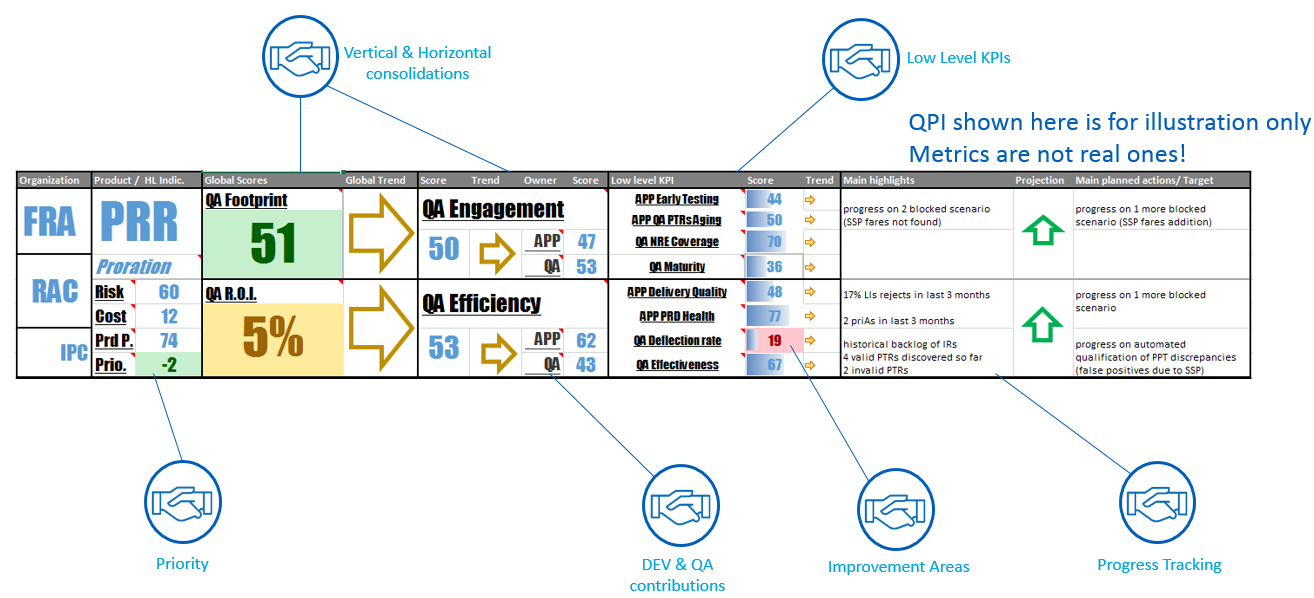 Vertical & Horizontal
consolidations
Low Level KPIs
QPI shown here is for illustration only
Metrics are not real ones!
Organization Product / HL Indic. Global Scores Global Trend Score Trend Owner Score Low level KPI Score Trend Main highlights Projection Main planned actions/ Target
FRA
RAC
IPC
PRR
Proration
Risk 60
Cost 12
Prd P. 74
Prio. -2
QA Footprint
51
QA R.O.I.
5%
QA Engagement
50
APP 47
QA 53
QA Efficiency
53
APP 62
QA 43
APP Early Testing 44
APP QA PTRs Aging 50
QA NRE Coverage 70
QA Maturity 36
APP Delivery Quality 48
APP PRD Health 77
QA Deflection rate 19
QA Effectiveness 67
progress on 2 blocked scenario
(SSP fares not found)
17% LIs rejects in last 3 months
2 priAs in last 3 months
historical backlog of IRs
4 valid PTRs discovered so far
2 invalid PTRs
progress on 1 more blocked
scenario (SSP fares addition)
progress on 1 more blocked
scenario
progress on automated
qualification of PPT discrepancies
(false positives due to SSP)
Priority
DEV & QA
contributions
Improvement Areas
Progress Tracking